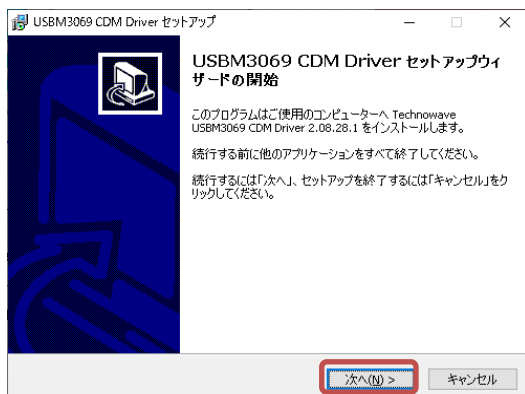 USBM3069 CDM Driver セットアップ
USBM3069 CDM Driver セットアップウィ
ザードの開始
このプログラムはご使用のコンピューターへ Technowave
USBM3069 CDM Driver 2.08.28.1 をインストールします。
続行する前に他のアプリケーションをすべて終了してください。
続行するには「次へ」、セットアップを終了するには「キャンセル」をク
リックしてください。
次へ(N) >
キャンセル